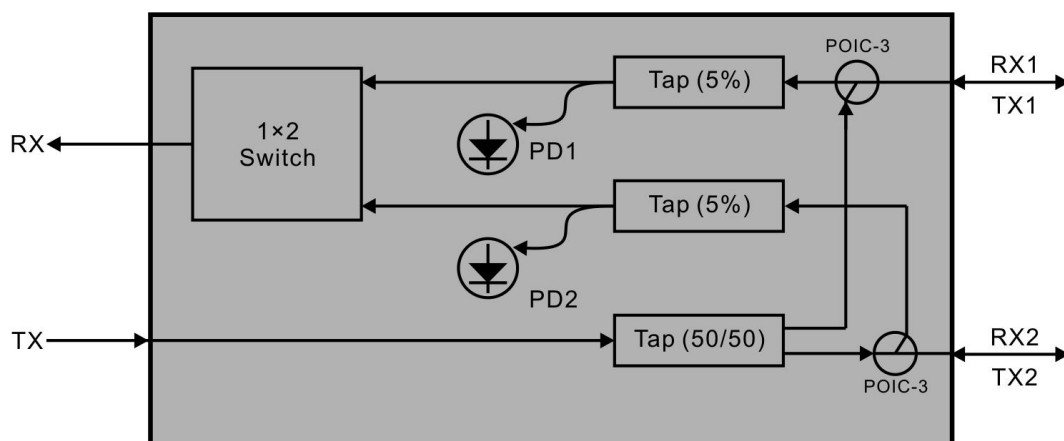 POIC-3
Tap (5%)
RX1
TX1
1×2
Switch
RX
PD1
Tap (5%)
PD2
TX
Tap (50/50)
RX2
TX2
POIC-3